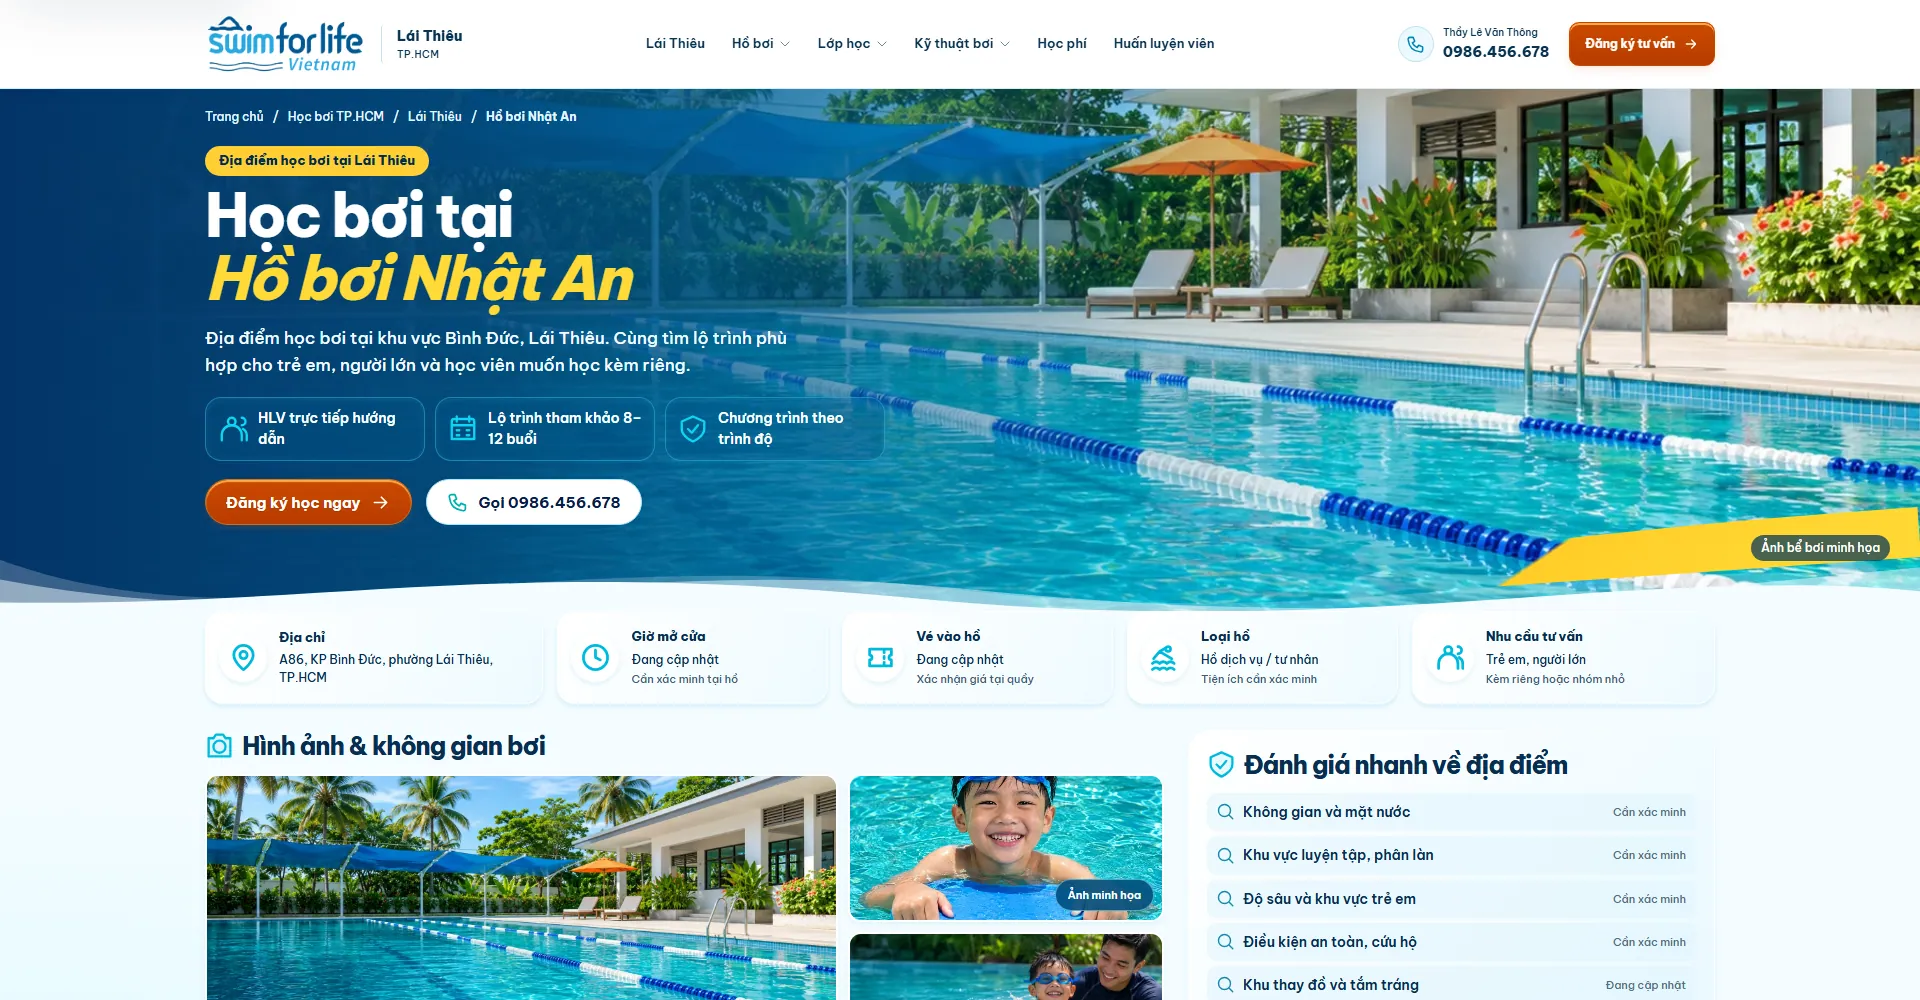 swimforlife
Vietnam
Lái Thiêu
TP.HCM
Lái Thiêu
Hồ bơi
Lớp học
Kỹ thuật bơi
Học phí
Huấn luyện viên
Thầy Lê Văn Thông
0986.456.678
Đăng ký tư vấn
Trang chủ / Học bơi TP.HCM / Lái Thiêu / Hồ bơi Nhật An
Địa điểm học bơi tại Lái Thiêu
Học bơi tại
Hồ bơi Nhật An
Địa điểm học bơi tại khu vực Bình Đức, Lái Thiêu. Cùng tìm lộ trình phù
hợp cho trẻ em, người lớn và học viên muốn học kèm riêng.
HLV trực tiếp hướng
dẫn
Lộ trình tham khảo 8–
12 buổi
Chương trình theo
trình độ
Đăng ký học ngay
Gọi 0986.456.678
Ảnh bể bơi minh họa
Địa chỉ
A86, KP Bình Đức, phường Lái Thiêu,
TP.HCM
Giờ mở cửa
Đang cập nhật
Cần xác minh tại hồ
Vé vào hồ
Đang cập nhật
Xác nhận giá tại quầy
Loại hồ
Hồ dịch vụ / tư nhân
Tiện ích cần xác minh
Nhu cầu tư vấn
Trẻ em, người lớn
Kèm riêng hoặc nhóm nhỏ
Hình ảnh & không gian bơi
Ảnh minh họa
Đánh giá nhanh về địa điểm
Không gian và mặt nước
Cần xác minh
Khu vực luyện tập, phân làn
Cần xác minh
Độ sâu và khu vực trẻ em
Cần xác minh
Điều kiện an toàn, cứu hộ
Cần xác minh
Khu thay đồ và tắm tráng
Đang cập nhật